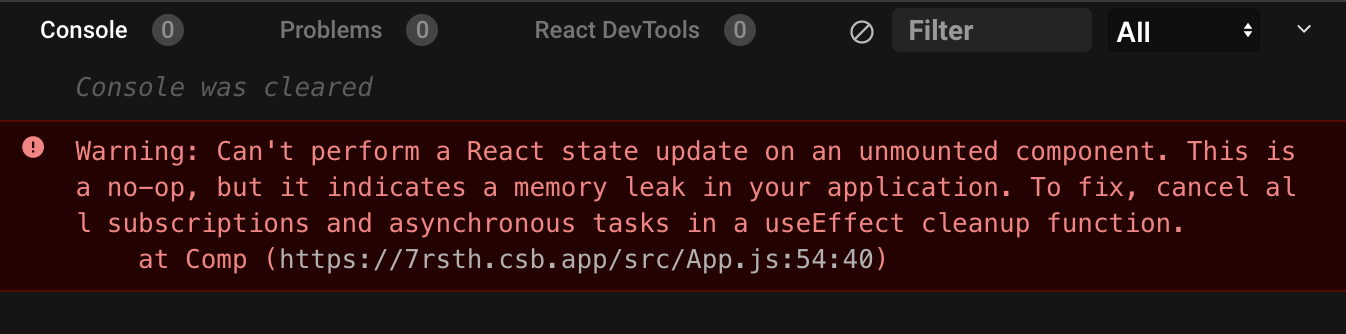 Console 0 Problems 0 React DevTools 0 Filter All
Console was cleared
Warning: Can't perform a React state update on an unmounted component. This is
a no-op, but it indicates a memory leak in your application. To fix, cancel al
l subscriptions and asynchronous tasks in a useEffect cleanup function.
at Comp (https://7rsth.csb.app/src/App.js:54:40)